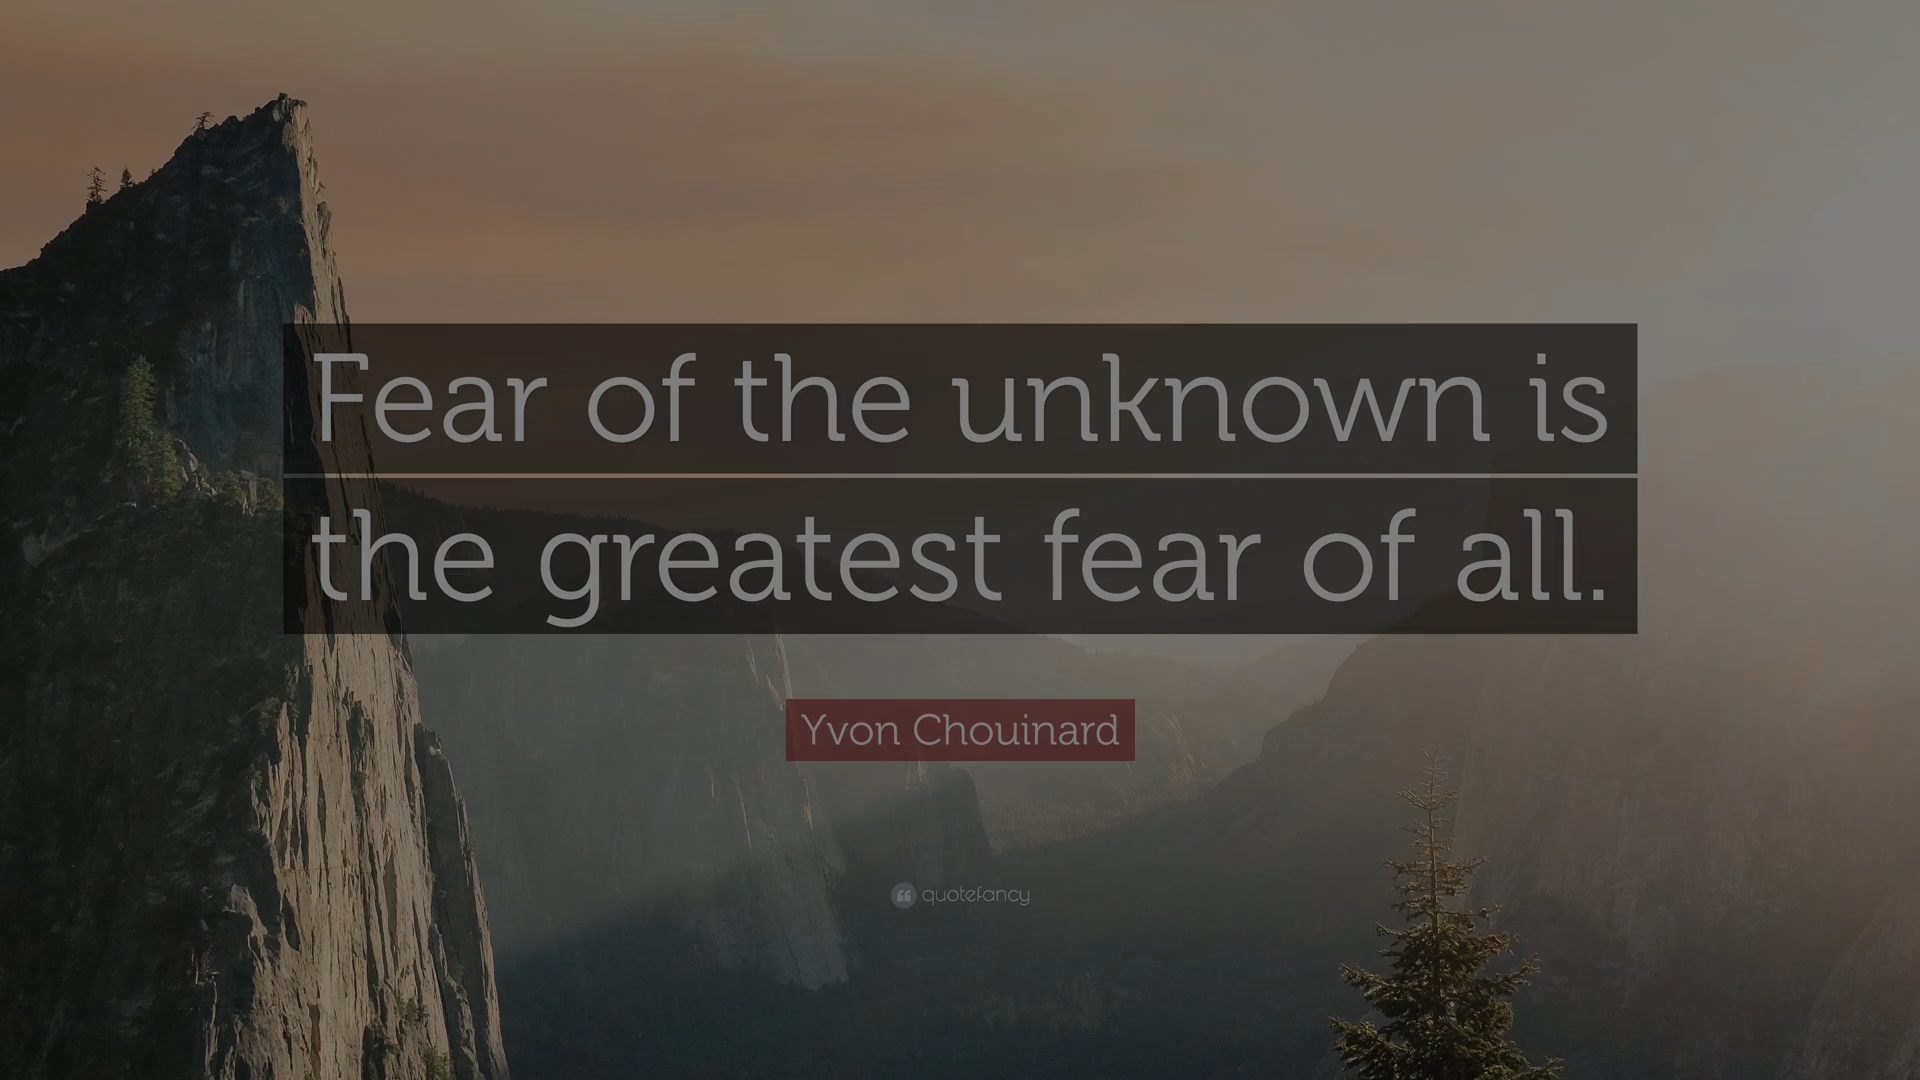 Fear of the unknown is
the greatest fear of all.
Yvon Chouinard
quotefancy